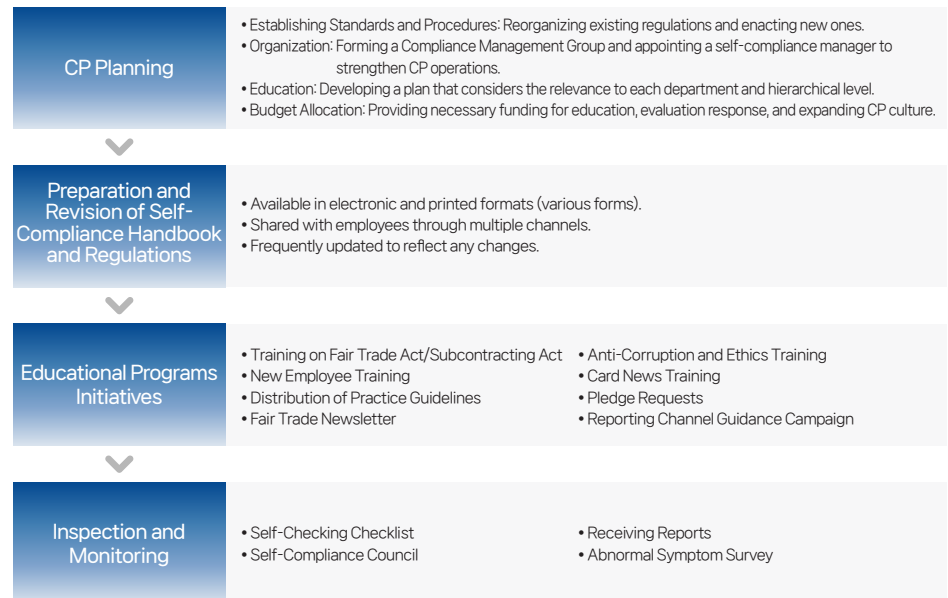 CP Planning
• Establishing Standards and Procedures: Reorganizing existing regulations and enacting new ones.
• Organization: Forming a Compliance Management Group and appointing a self-compliance manager to
strengthen CP operations.
• Education: Developing a plan that considers the relevance to each department and hierarchical level.
• Budget Allocation: Providing necessary funding for education, evaluation response, and expanding CP culture.
Preparation and
Revision of Self-
Compliance Handbook
and Regulations
• Available in electronic and printed formats (various forms).
• Shared with employees through multiple channels.
• Frequently updated to reflect any changes.
Educational Programs
Initiatives
• Training on Fair Trade Act/Subcontracting Act
• New Employee Training
• Distribution of Practice Guidelines
• Fair Trade Newsletter
• Anti-Corruption and Ethics Training
• Card News Training
• Pledge Requests
• Reporting Channel Guidance Campaign
Inspection and
Monitoring
• Self-Checking Checklist
• Self-Compliance Council
• Receiving Reports
• Abnormal Symptom Survey